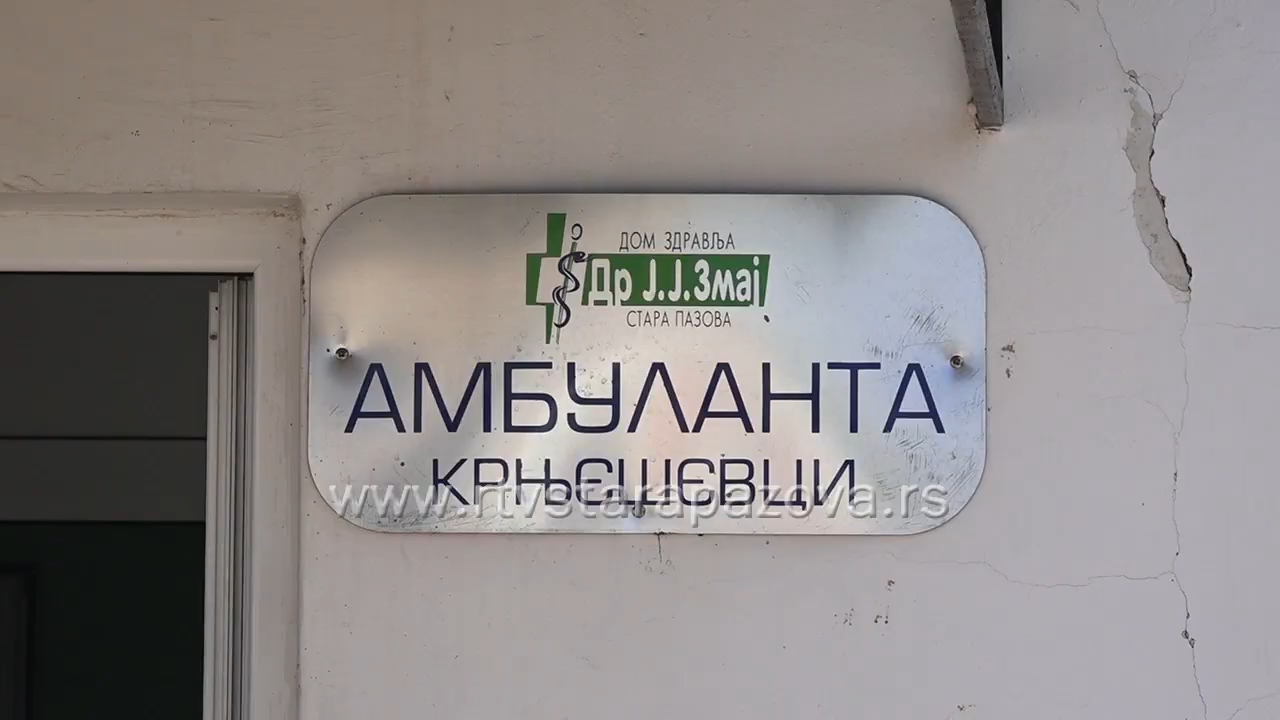 ДОМ ЗДРАВЉА
Др Ј.Ј.Змај
СТАРА ПАЗОВА
АМБУЛАНТА
КРЊЕШЕВЦИ
www.rtvstarapazova.rs